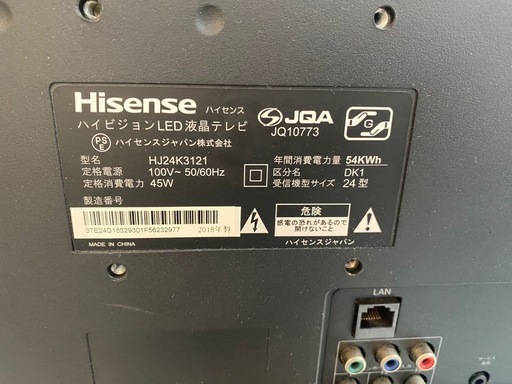 Hisense ハイセンス
ハイビジョンLED液晶テレビ
PS
E
ハイセンスジャパン株式会社
JQA
JQ10773
G
型名 HJ24K3121
定格電源 100V~ 50/60Hz
定格消費電力 45W
製造番号
3TE24G18329301F56232977 2018年製
MADE IN CHINA
年間消費電力量 54KWh
区分名 DK1
受信機型サイズ 24型
危険
感電の恐れがあるので
開けないこと
ハイセンスジャパン
LAN